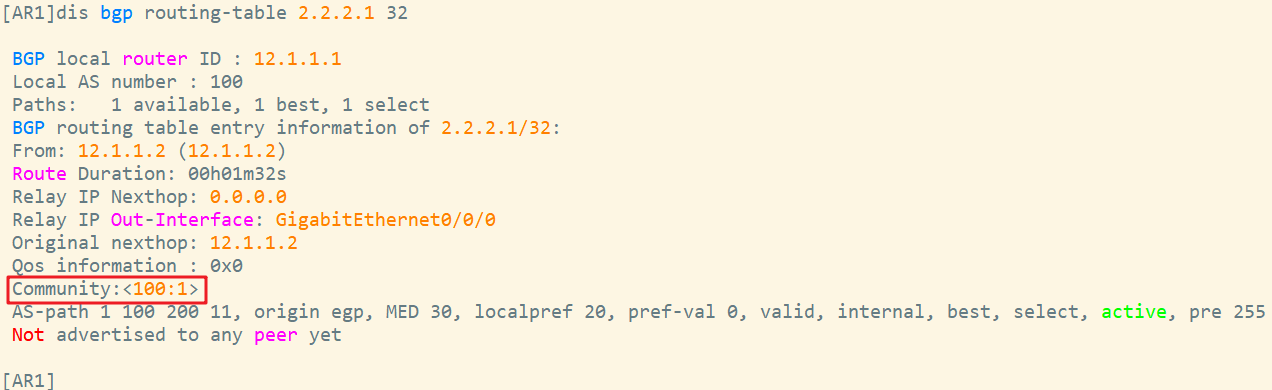 [AR1]dis bgp routing-table 2.2.2.1 32
BGP local router ID : 12.1.1.1
Local AS number : 100
Paths:   1 available, 1 best, 1 select
BGP routing table entry information of 2.2.2.1/32:
From: 12.1.1.2 (12.1.1.2)
Route Duration: 00h01m32s
Relay IP Nexthop: 0.0.0.0
Relay IP Out-Interface: GigabitEthernet0/0/0
Original nexthop: 12.1.1.2
Qos information : 0x0
Community:<100:1>
AS-path 1 100 200 11, origin egp, MED 30, localpref 20, pref-val 0, valid, internal, best, select, active, pre 255
Not advertised to any peer yet
[AR1]